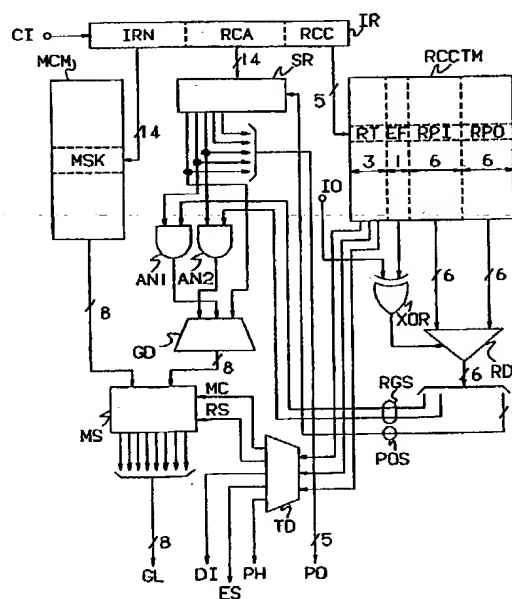 IR
CI
IRN RCA RCC
MCM
14
SR
RCCTM
5
14
MSK
RT EF RPI RPO
3 1 6 6
IO
AN1 AN2
6 6
XOR
8
GD
RD
8
6
MC
RGS
RS
MS
POS
TD
8
5
GL DI ES PH PO